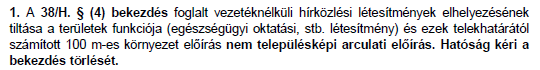 1. A 38/H. § (4) bekezdés foglalt vezetéknélküli hírközlési létesítmények elhelyezésének
tiltása a területek funkciója (egészségügyi oktatási, stb. létesítmény) és ezek telekhatárától
számított 100 m-es környezet előírás nem településképi arculati előírás. Hatóság kéri a
bekezdés törlését.